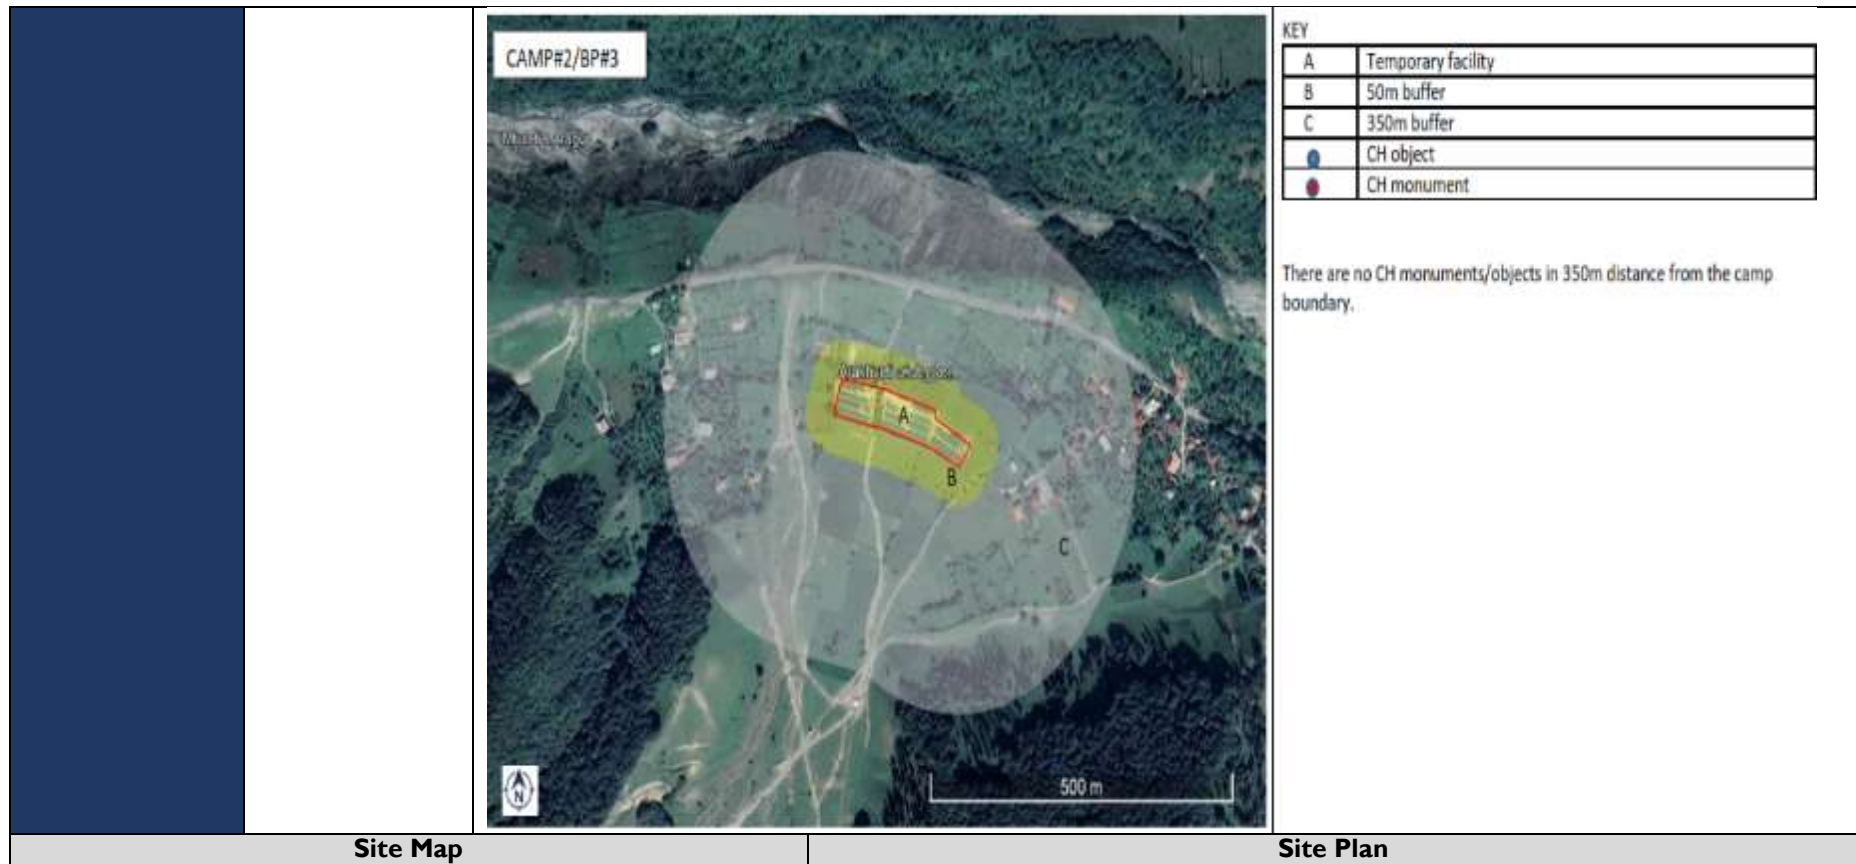 CAMP#2/BP#3
A
B
C
500 m
N
KEY
A Temporary facility
B 50m buffer
C 350m buffer
CH object
CH monument
There are no CH monuments/objects in 350m distance from the camp
boundary.
Site Map
Site Plan